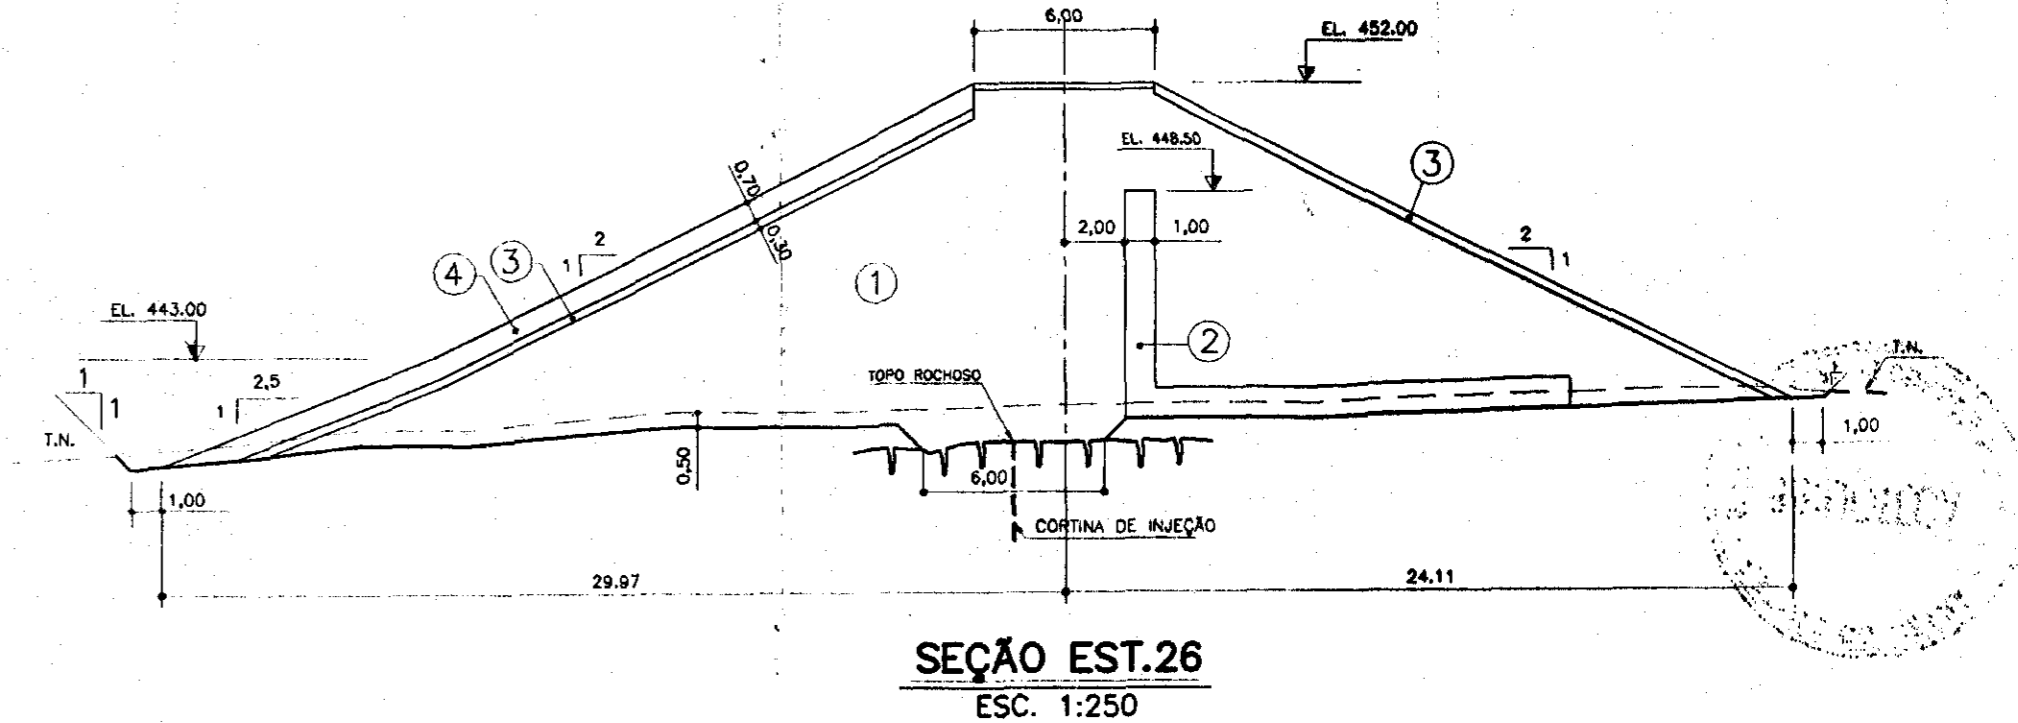 6,00
EL. 452.00
EL. 448.50
3
0,70
2,00
1,00
2
1
0,30
2
1
4
3
1
EL. 443.00
2
T.N.
1
1
2,5
1
TOPO ROCHOSO
T.N.
0,50
6,00
1,00
1,00
CORTINA DE INJEÇÃO
29.97
24.11
SEÇÃO EST.26
ESC. 1:250